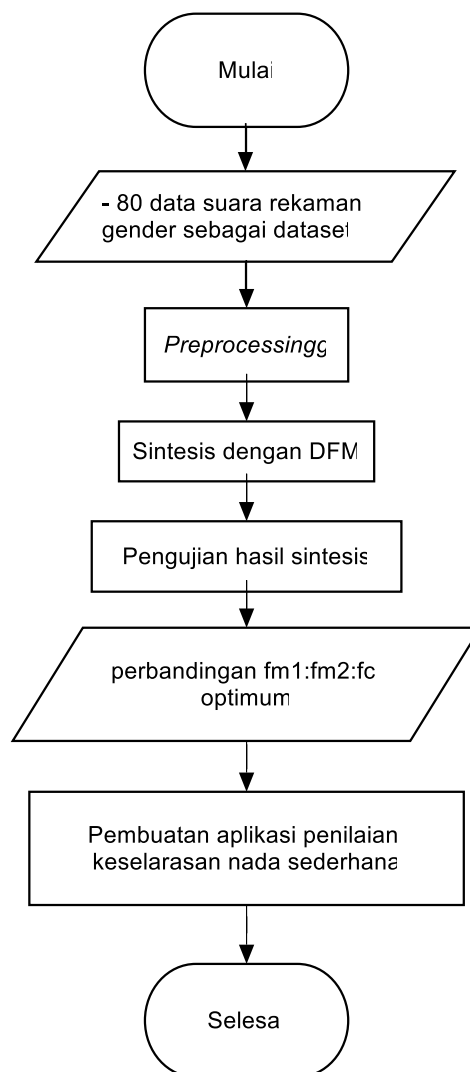 Mulai
- 80 data suara rekaman
gender sebagai dataset
Preprocessingg
Sintesis dengan DFM
Pengujian hasil sintesis
perbandingan fm1:fm2:fc
optimum
Pembuatan aplikasi penilaian
keselarasan nada sederhana
Selesa